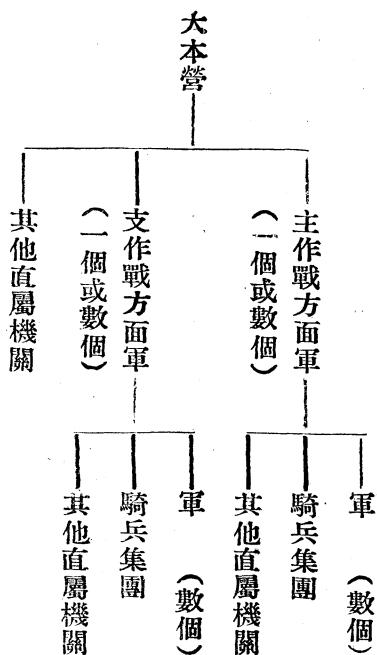 大本營
主作戰方面軍
（一個或數個）
軍（數個）
騎兵集團
其他直屬機關
支作戰方面軍
（一個或數個）
軍（數個）
騎兵集團
其他直屬機關
其他直屬機關